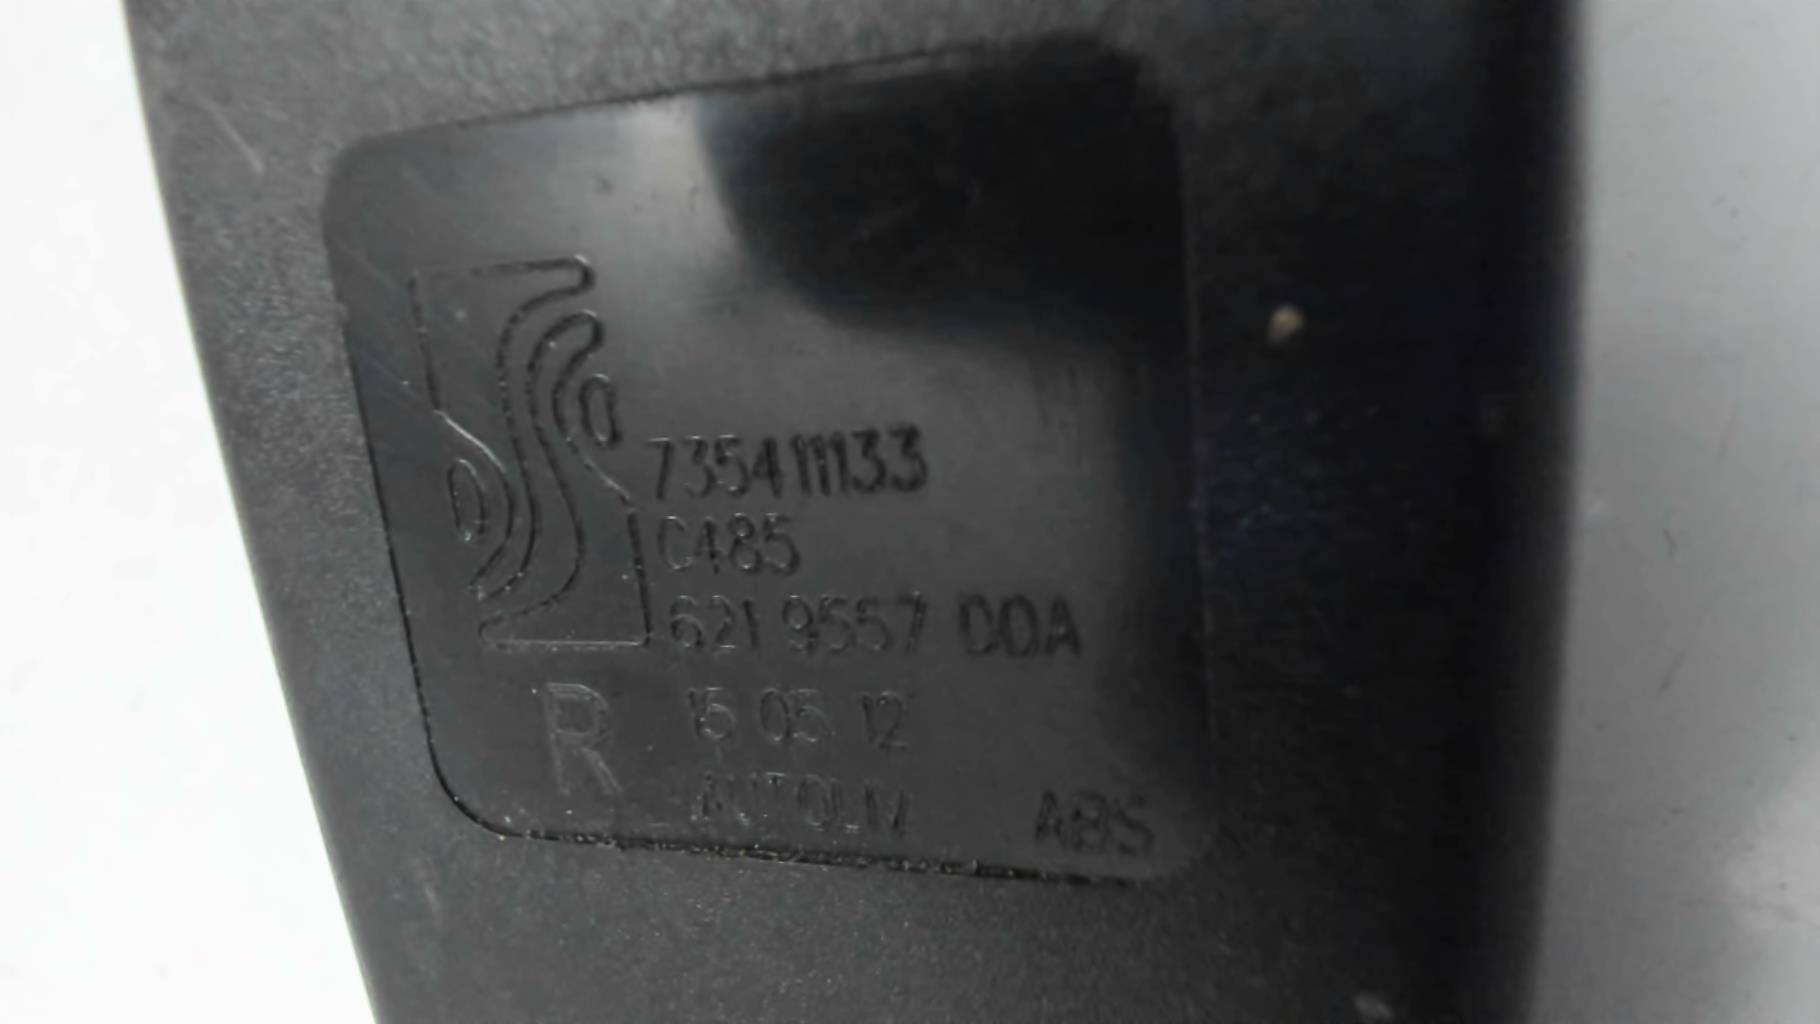 735411133
C485
621 9557 00A
R 15 05 12
AUTOLIV ABS